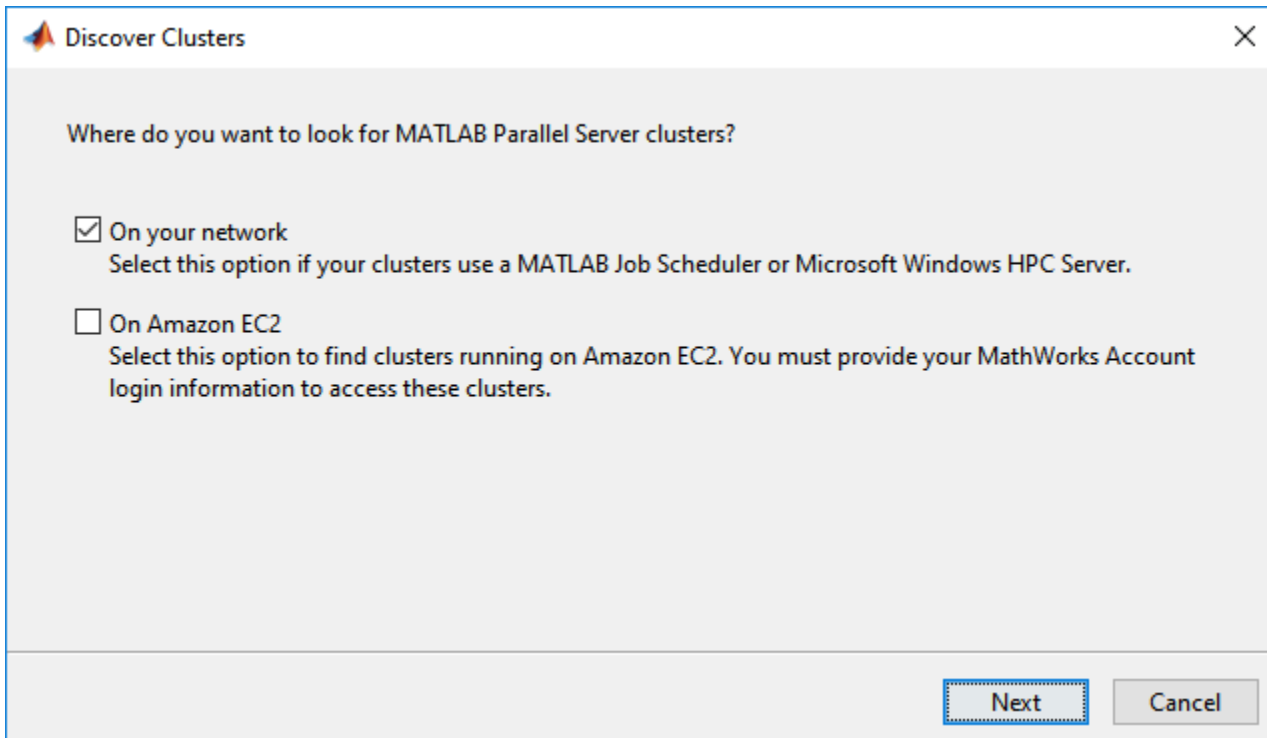 Discover Clusters
Where do you want to look for MATLAB Parallel Server clusters?
On your network
Select this option if your clusters use a MATLAB Job Scheduler or Microsoft Windows HPC Server.
On Amazon EC2
Select this option to find clusters running on Amazon EC2. You must provide your MathWorks Account
login information to access these clusters.
Next
Cancel